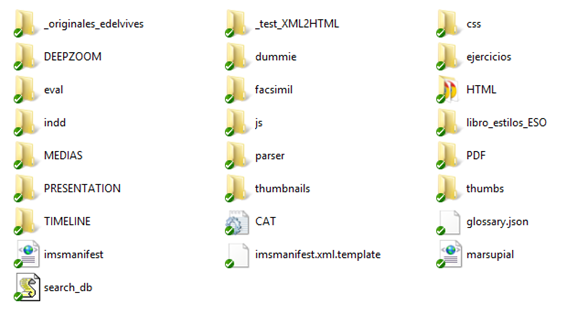 _originales_edelvives
_test_XML2HTML
css
DEEPZOOM
dummie
ejercicios
eval
facsimil
HTML
indd
js
libro_estilos_ESO
MEDIAS
parser
PDF
PRESENTATION
thumbnails
thumbs
TIMELINE
CAT
glossary.json
imsmanifest
imsmanifest.xml.template
marsupial
search_db